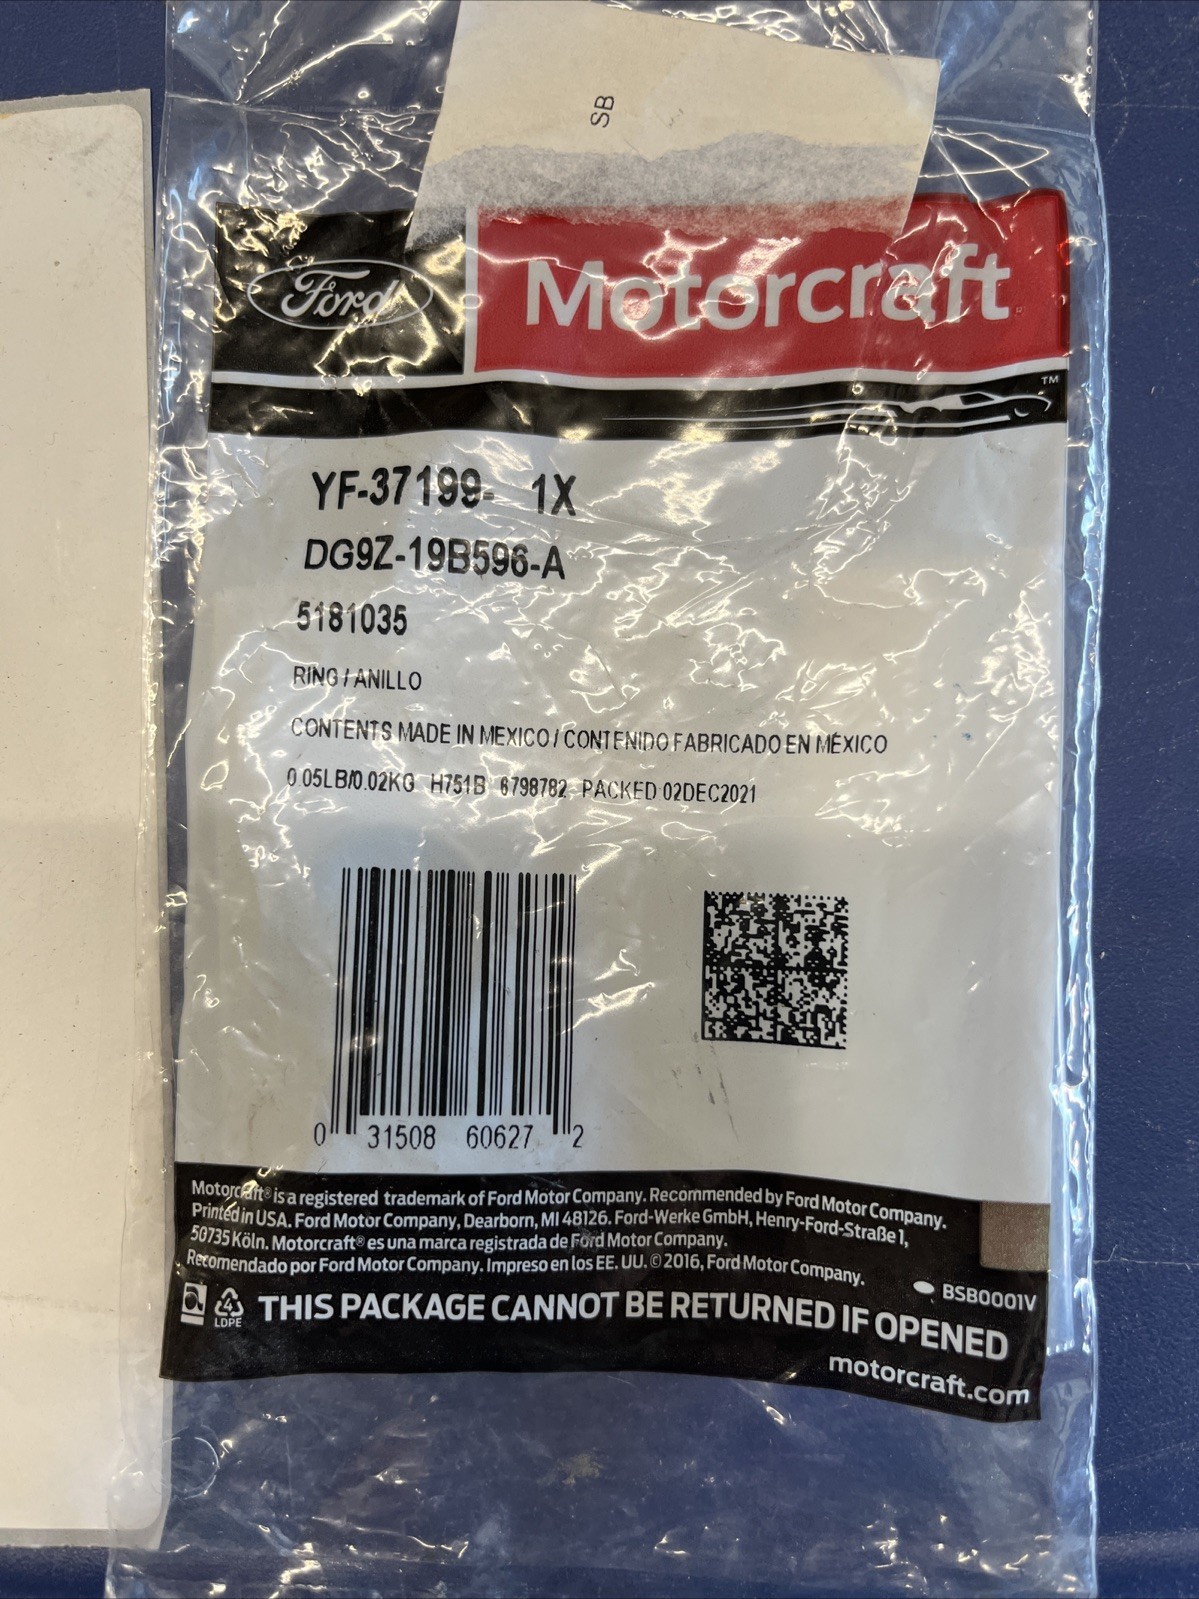 SB
Ford
Motorcraft
TM
YF-37199- 1X
DG9Z-19B596-A
5181035
RING / ANILLO
CONTENTS MADE IN MEXICO / CONTENIDO FABRICADO EN MÉXICO
0.05LB/0.02KG H751B 6798782 PACKED 02DEC2021
0 31508 60627 2
Motorcraft® is a registered trademark of Ford Motor Company. Recommended by Ford Motor Company.
Printed in USA. Ford Motor Company, Dearborn, MI 48126. Ford-Werke GmbH, Henry-Ford-Straße 1,
50735 Köln. Motorcraft® es una marca registrada de Ford Motor Company.
Recomendado por Ford Motor Company. Impreso en los EE. UU. © 2016, Ford Motor Company.
BSB0001V
4
LDPE
THIS PACKAGE CANNOT BE RETURNED IF OPENED
motorcraft.com